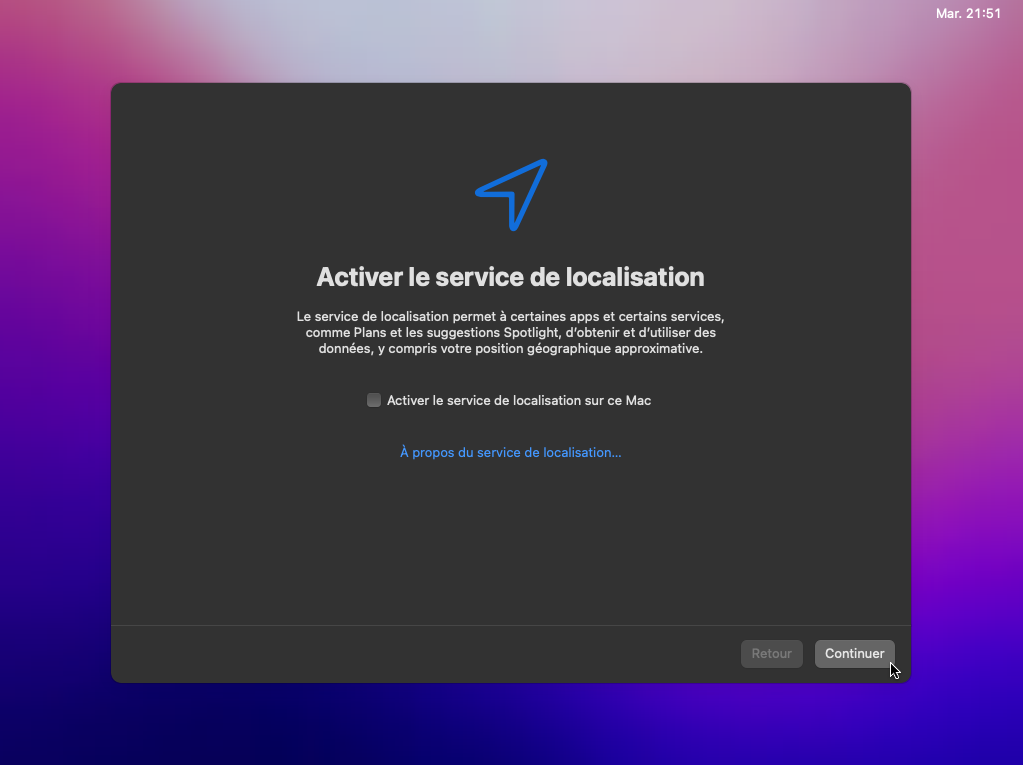 Mar. 21:51
Activer le service de localisation
Le service de localisation permet à certaines apps et certains services,
comme Plans et les suggestions Spotlight, d’obtenir et d’utiliser des
données, y compris votre position géographique approximative.
Activer le service de localisation sur ce Mac
À propos du service de localisation...
Retour
Continuer